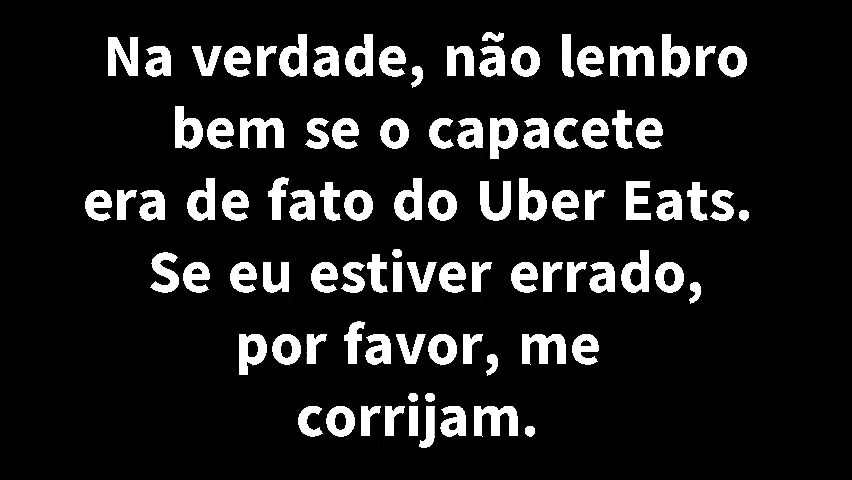 Na verdade, não lembro
bem se o capacete
era de fato do Uber Eats.
Se eu estiver errado,
por favor, me
corrijam.